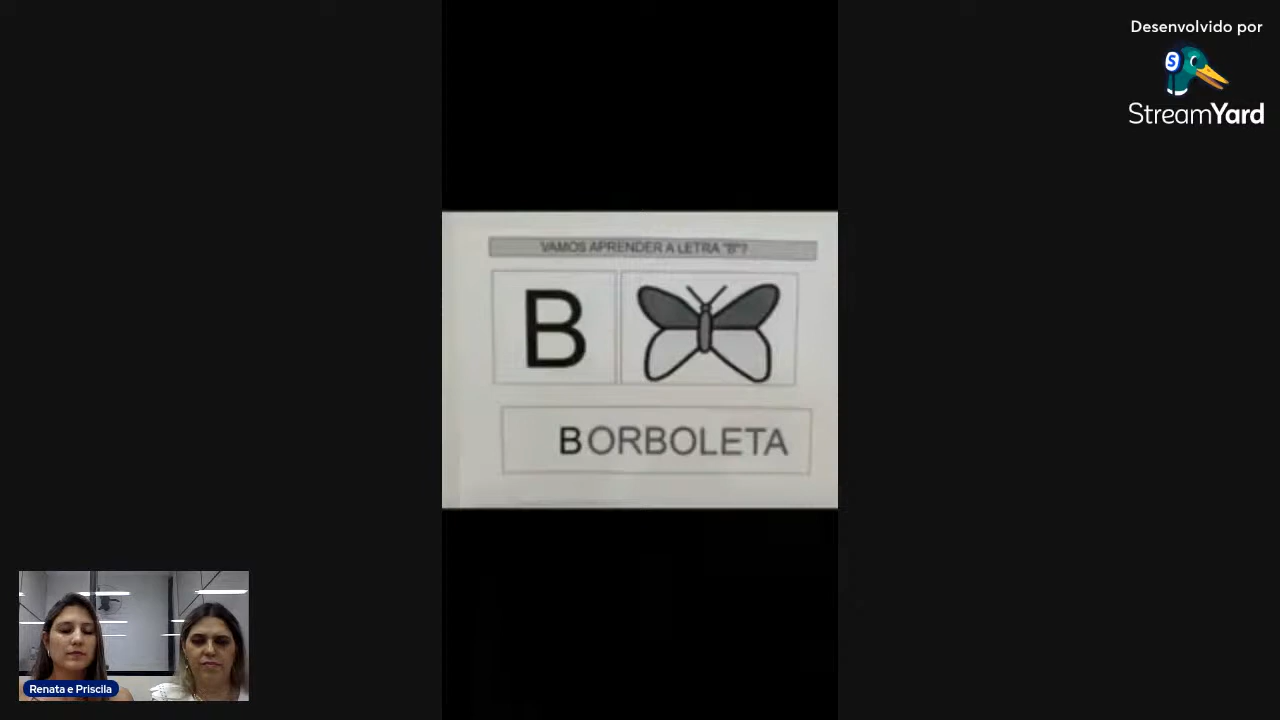 Desenvolvido por
StreamYard
VAMOS APRENDER A LETRA "B"?
B
BORBOLETA
Renata e Priscila